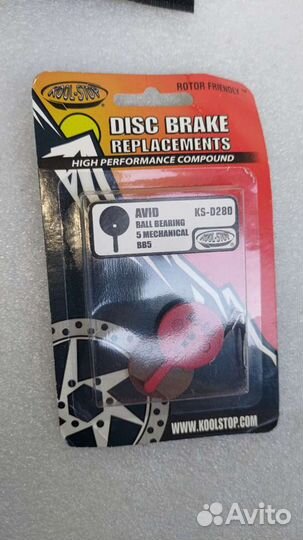 KOOL-STOP
ROTOR FRIENDLY™
DISC BRAKE
REPLACEMENTS
HIGH PERFORMANCE COMPOUND
AVID KS-D280
BALL BEARING
5 MECHANICAL
BB5
KOOL-STOP
WWW.KOOLSTOP.COM
Avito